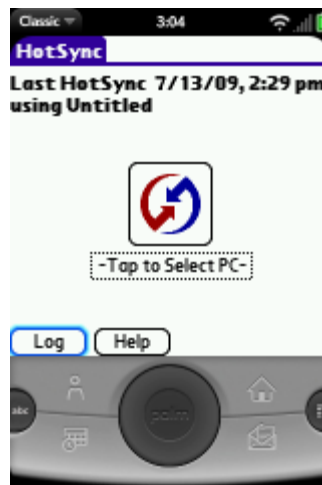 Classic
3:04
HotSync
Last HotSync 7/13/09, 2:29 pm
using Untitled
-Tap to Select PC-
Log
Help
abc
palm